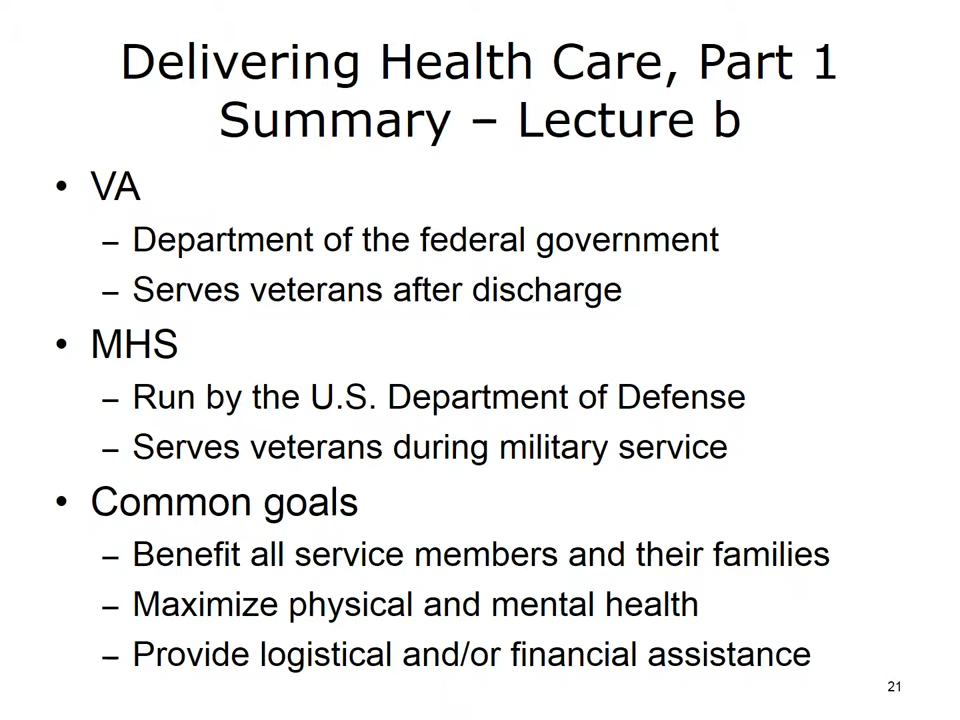 Delivering Health Care, Part 1
Summary – Lecture b
• VA
– Department of the federal government
– Serves veterans after discharge
• MHS
– Run by the U.S. Department of Defense
– Serves veterans during military service
• Common goals
– Benefit all service members and their families
– Maximize physical and mental health
– Provide logistical and/or financial assistance
21